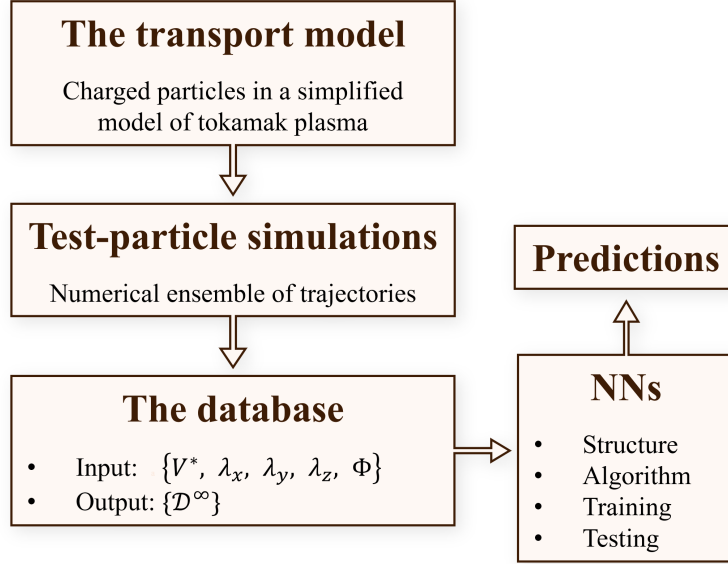 The transport model
Charged particles in a simplified
model of tokamak plasma
Test-particle simulations
Numerical ensemble of trajectories
The database
• Input: {V*, λx, λy, λz, Φ}
• Output: {𝒟∞}
Predictions
NNs
• Structure
• Algorithm
• Training
• Testing